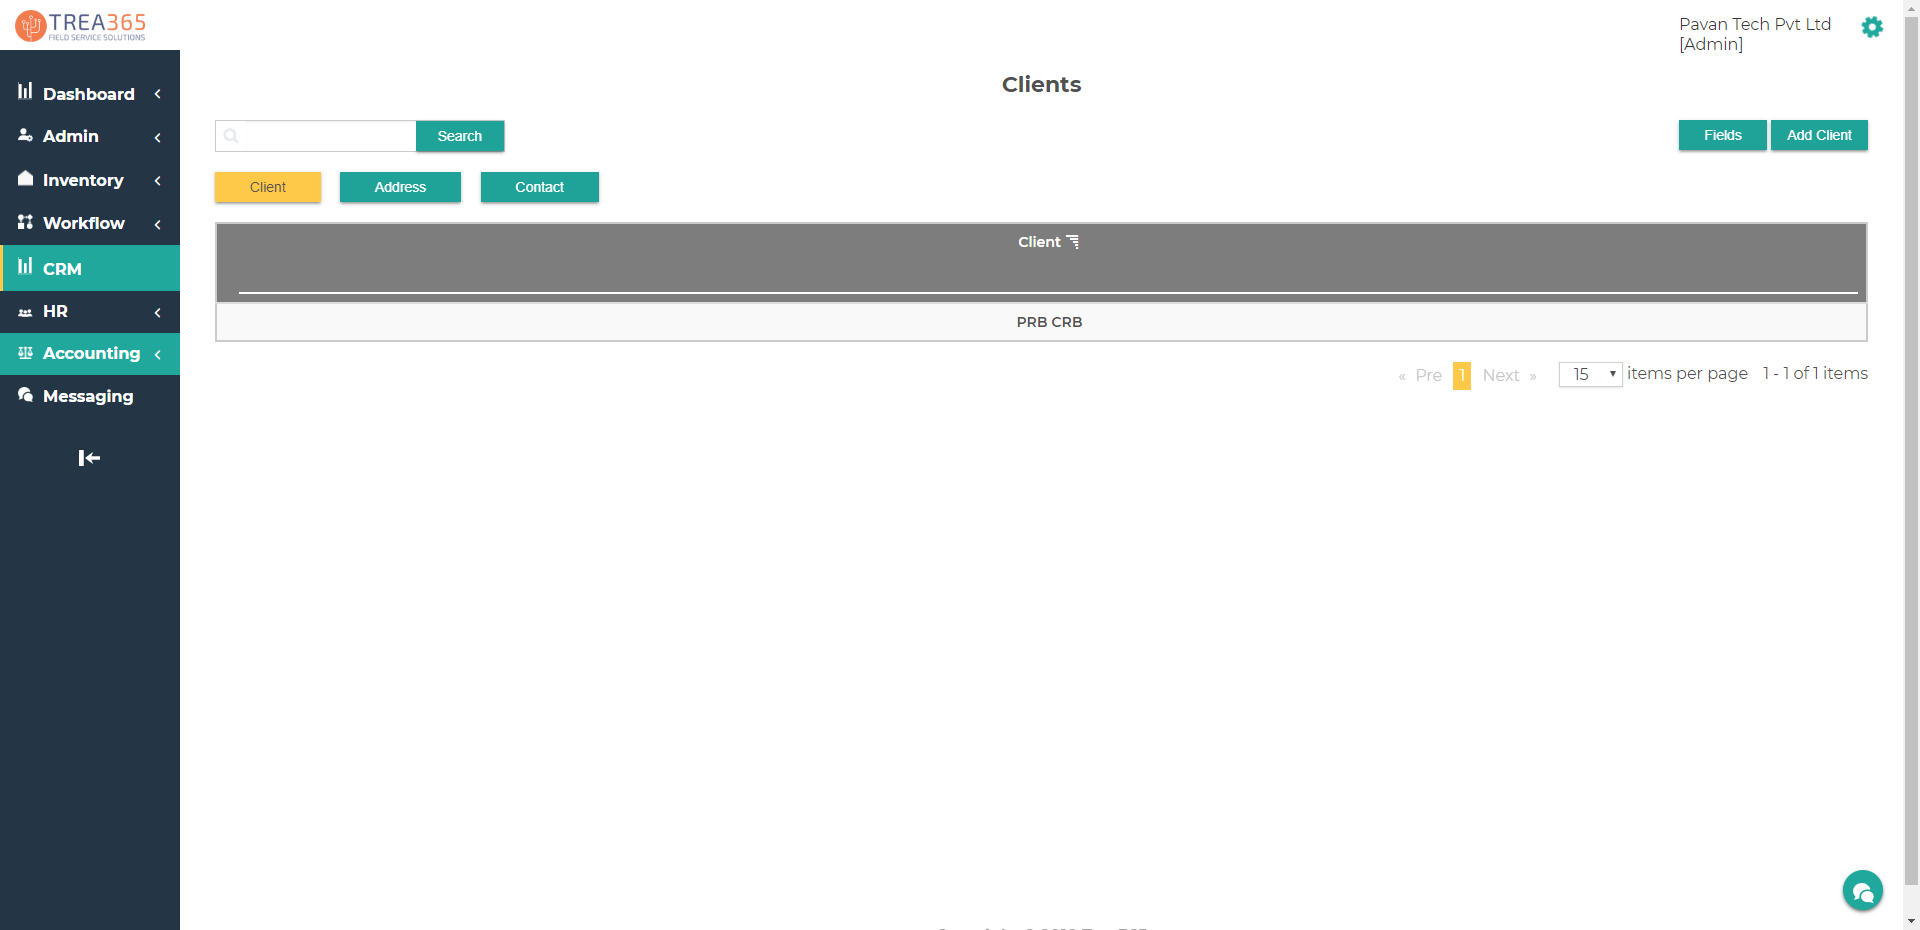 TREA365
FIELD SERVICE SOLUTIONS
Pavan Tech Pvt Ltd
[Admin]
Dashboard
Admin
Inventory
Workflow
CRM
HR
Accounting
Messaging
Clients
Search
Fields
Add Client
Client
Address
Contact
Client
PRB CRB
« Pre 1 Next » 15 items per page 1 - 1 of 1 items